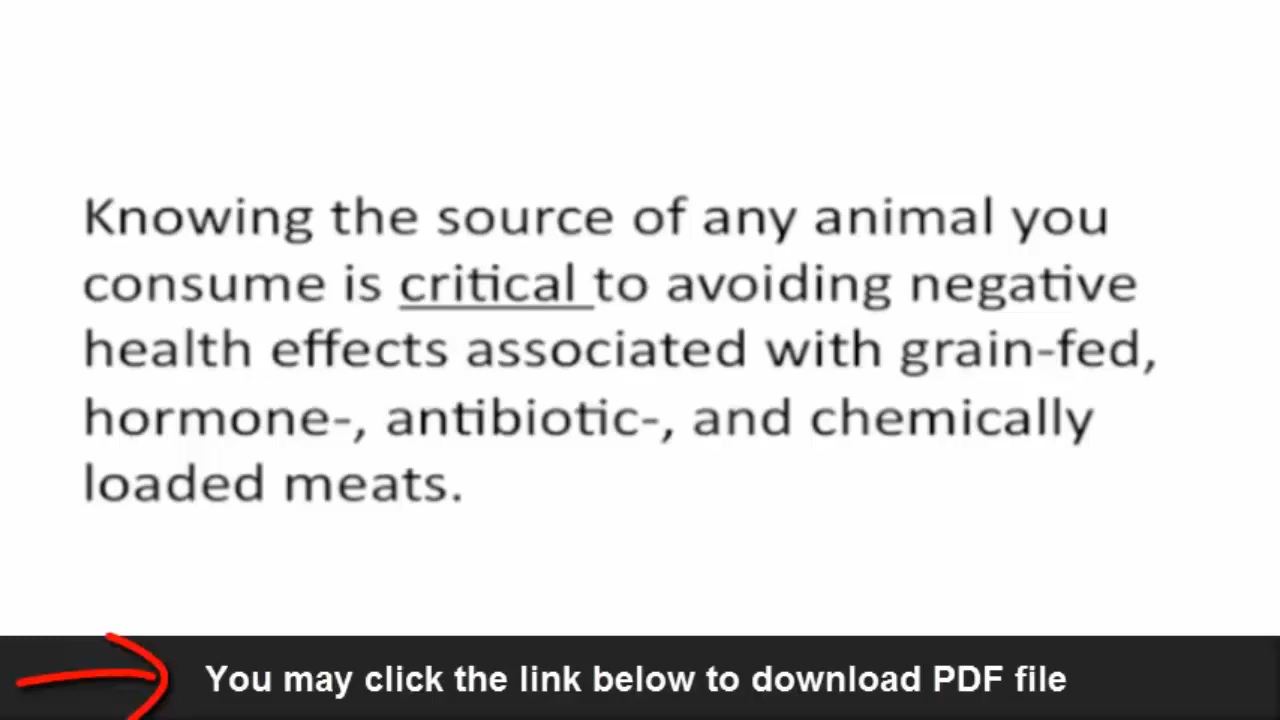 Knowing the source of any animal you
consume is critical to avoiding negative
health effects associated with grain-fed,
hormone-, antibiotic-, and chemically
loaded meats.
You may click the link below to download PDF file